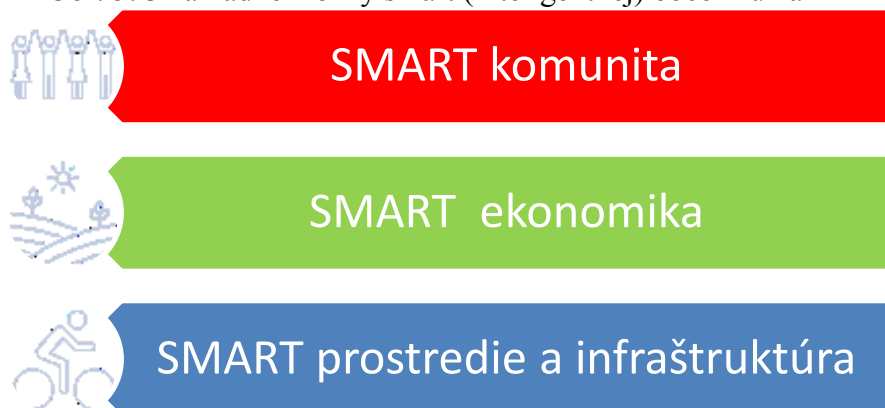 SMART komunita
SMART ekonomika
SMART prostredie a infraštruktúra